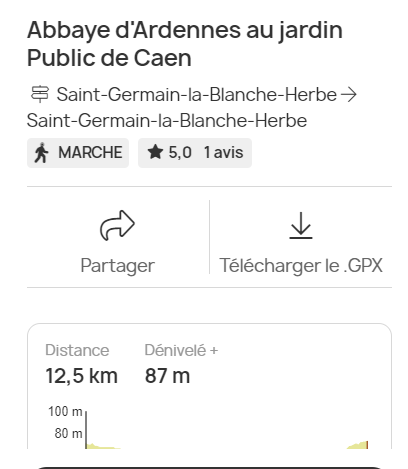 Abbaye d'Ardennes au jardin
Public de Caen
Saint-Germain-la-Blanche-Herbe →
Saint-Germain-la-Blanche-Herbe
MARCHE ★ 5,0 1 avis
Partager Télécharger le .GPX
Distance Dénivelé +
12,5 km 87 m
100 m
80 m